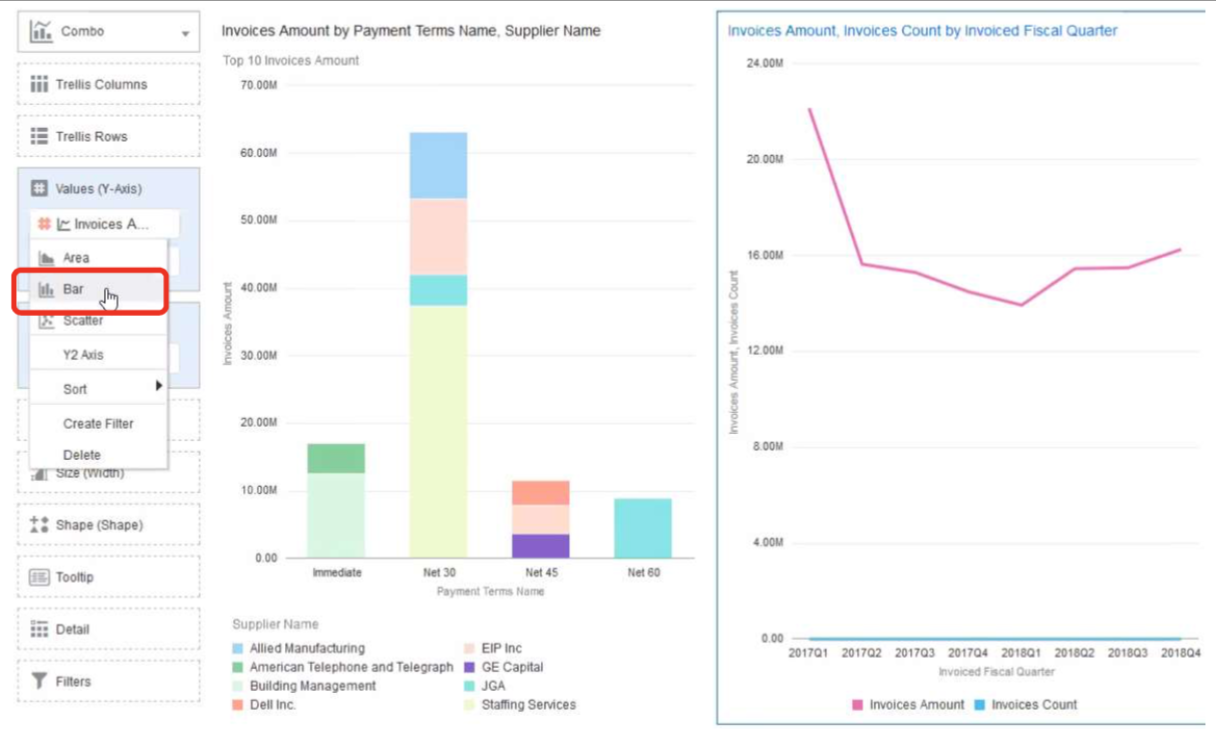 Combo
Trellis Columns
Trellis Rows
Values (Y-Axis)
Invoices A...
Area
Bar
Scatter
Y2 Axis
Sort
Create Filter
Delete
Size (Width)
Shape (Shape)
Tooltip
Detail
Filters
Invoices Amount by Payment Terms Name, Supplier Name
Top 10 Invoices Amount
70.00M
60.00M
50.00M
40.00M
30.00M
20.00M
10.00M
0.00
Invoices Amount
Immediate Net 30 Net 45 Net 60
Payment Terms Name
Supplier Name
Allied Manufacturing EIP Inc
American Telephone and Telegraph GE Capital
Building Management JGA
Dell Inc. Staffing Services
Invoices Amount, Invoices Count by Invoiced Fiscal Quarter
24.00M
20.00M
16.00M
12.00M
8.00M
4.00M
0.00
Invoices Amount, Invoices Count
2017Q1 2017Q2 2017Q3 2017Q4 2018Q1 2018Q2 2018Q3 2018Q4
Invoiced Fiscal Quarter
Invoices Amount Invoices Count